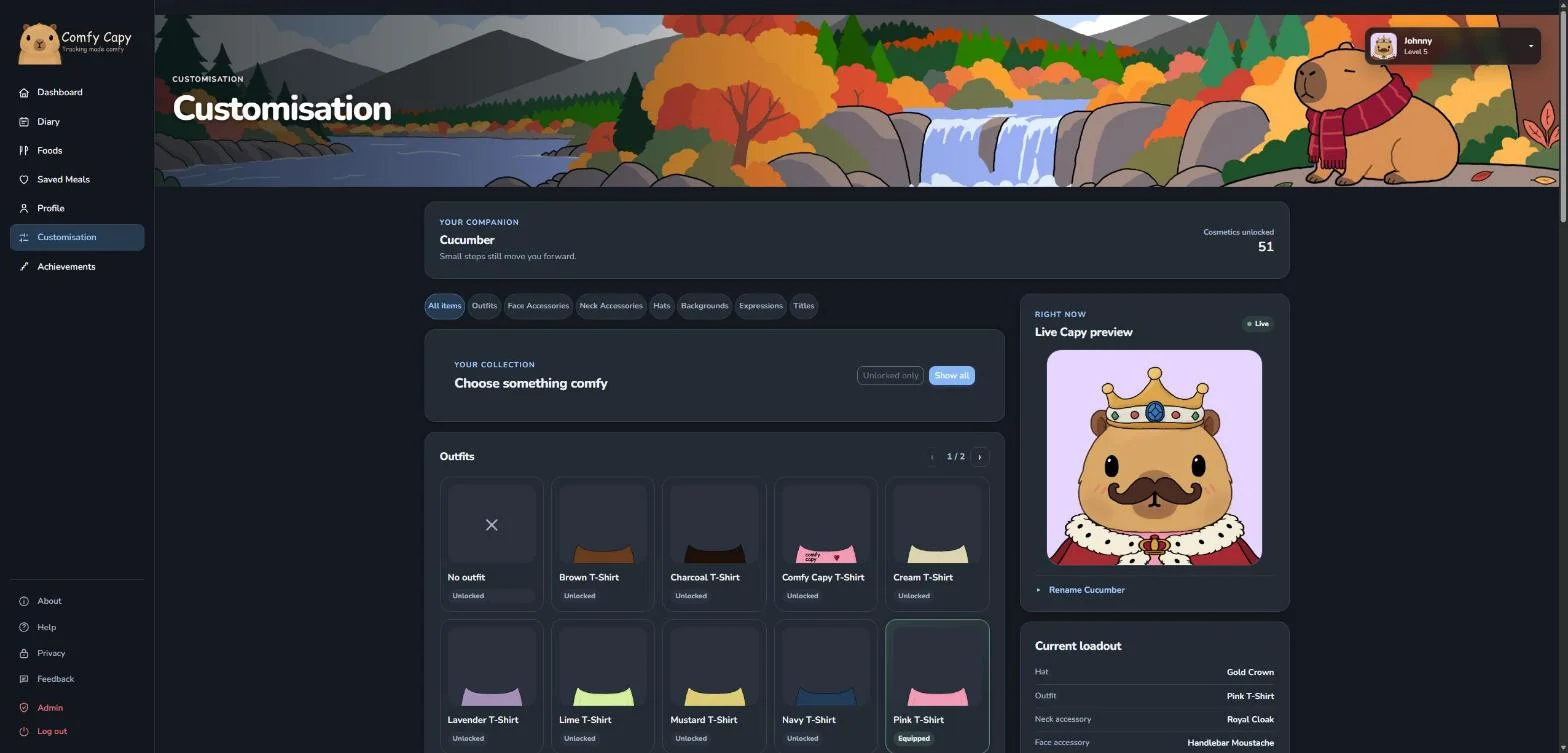 Comfy Capy
Tracking made comfy
Dashboard
Diary
Foods
Saved Meals
Profile
Customisation
Achievements
About
Help
Privacy
Feedback
Admin
Log out
CUSTOMISATION
Customisation
Johnny
Level 5
YOUR COMPANION
Cucumber
Small steps still move you forward.
Cosmetics unlocked
51
All items Outfits Face Accessories Neck Accessories Hats Backgrounds Expressions Titles
YOUR COLLECTION
Choose something comfy
Unlocked only Show all
Outfits
‹ 1 / 2 ›
No outfit
Unlocked
Brown T-Shirt
Unlocked
Charcoal T-Shirt
Unlocked
comfy
capy
Comfy Capy T-Shirt
Unlocked
Cream T-Shirt
Unlocked
Lavender T-Shirt
Unlocked
Lime T-Shirt
Unlocked
Mustard T-Shirt
Unlocked
Navy T-Shirt
Unlocked
Pink T-Shirt
Equipped
RIGHT NOW
Live Capy preview
Live
Rename Cucumber
Current loadout
Hat Gold Crown
Outfit Pink T-Shirt
Neck accessory Royal Cloak
Face accessory Handlebar Moustache